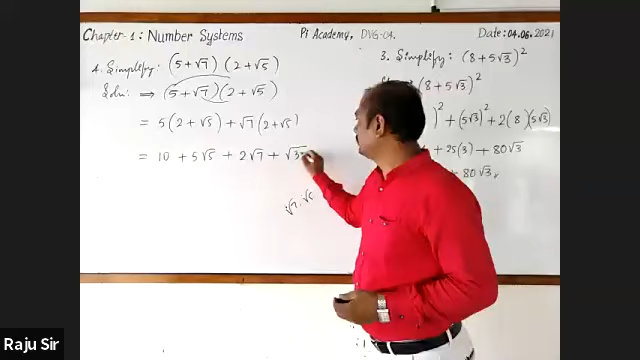 Chapter-1: Number Systems
Pi Academy, DVG-04.
Date: 04.06.2021
4. Simplify: (5+√7) (2+√5)
Soln: ⟹ (5+√7) (2+√5)
= 5(2+√5) + √7(2+√5)
= 10 + 5√5 + 2√7 + √35
√7.√5
3. Simplify: (8+5√3)²
(8+5√3)²
)² + (5√3)² + 2(8)(5√3)
+ 25(3) + 80√3
+ 80√3,
Raju Sir